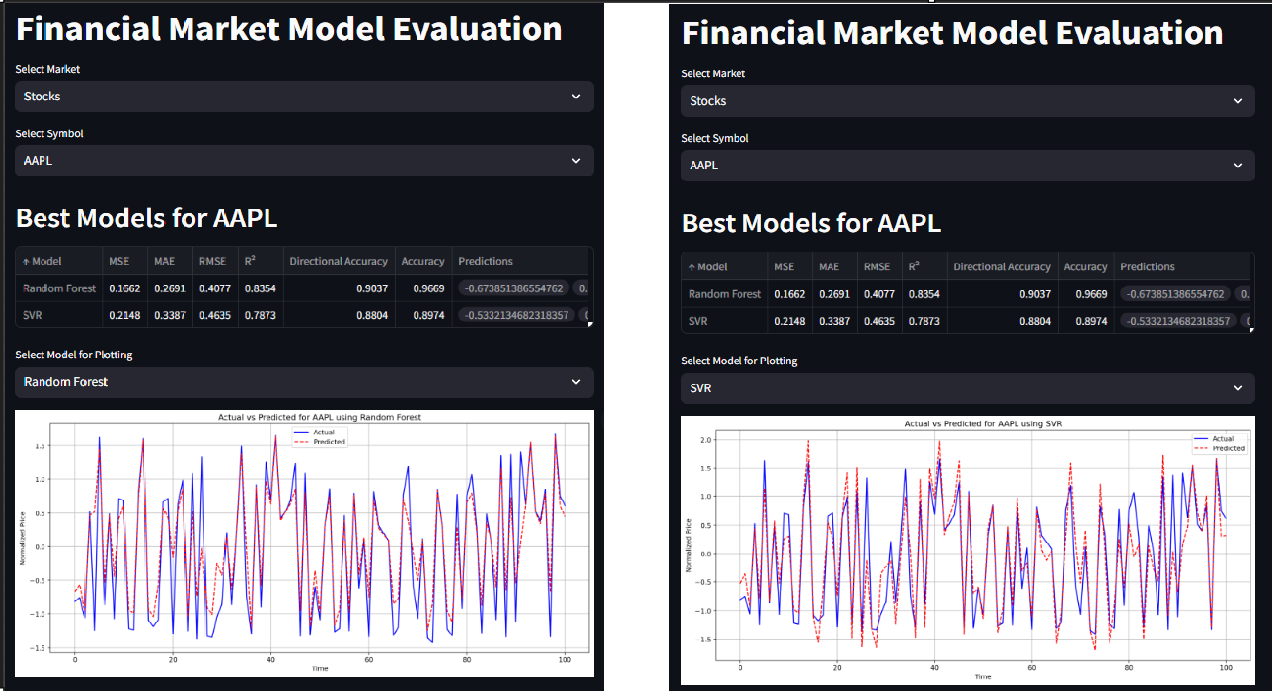 Financial Market Model Evaluation
Select Market
Stocks
Select Symbol
AAPL
Best Models for AAPL
↑ Model MSE MAE RMSE R² Directional Accuracy Accuracy Predictions
Random Forest 0.1662 0.2691 0.4077 0.8354 0.9037 0.9669 -0.673851386554762 0.
SVR 0.2148 0.3387 0.4635 0.7873 0.8804 0.8974 -0.5332134682318357
Select Model for Plotting
Random Forest
Actual vs Predicted for AAPL using Random Forest
Actual
Predicted
Normalized Price
1.5
1.0
0.5
0.0
−0.5
−1.0
−1.5
0 20 40 60 80 100
Time
Financial Market Model Evaluation
Select Market
Stocks
Select Symbol
AAPL
Best Models for AAPL
↑ Model MSE MAE RMSE R² Directional Accuracy Accuracy Predictions
Random Forest 0.1662 0.2691 0.4077 0.8354 0.9037 0.9669 -0.673851386554762 0.
SVR 0.2148 0.3387 0.4635 0.7873 0.8804 0.8974 -0.5332134682318357
Select Model for Plotting
SVR
Actual vs Predicted for AAPL using SVR
Actual
Predicted
Normalized Price
2.0
1.5
1.0
0.5
0.0
−0.5
−1.0
−1.5
0 20 40 60 80 100
Time